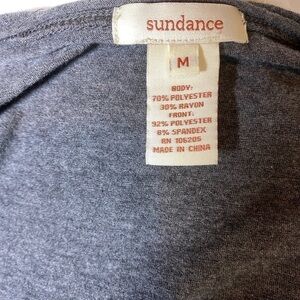 sundance
M
BODY:
70% POLYESTER
30% RAYON
FRONT:
92% POLYESTER
8% SPANDEX
RN 106205
MADE IN CHINA